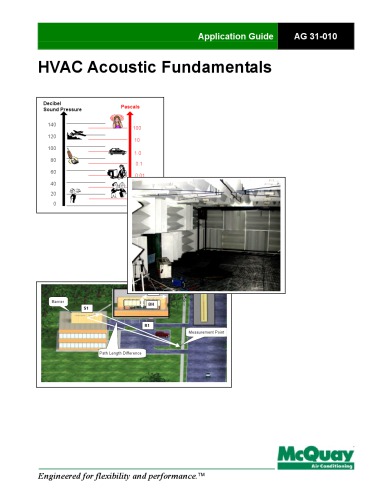 Application Guide
AG 31-010
HVAC Acoustic Fundamentals
Decibel
Sound Pressure
Pascals
140
120
100
80
60
40
20
0
100
10
1.0
0.1
0.01
Barrier
S1
R1
Measurement Point
Path Length Difference
McQuay
Air Conditioning
Engineered for flexibility and performance.™